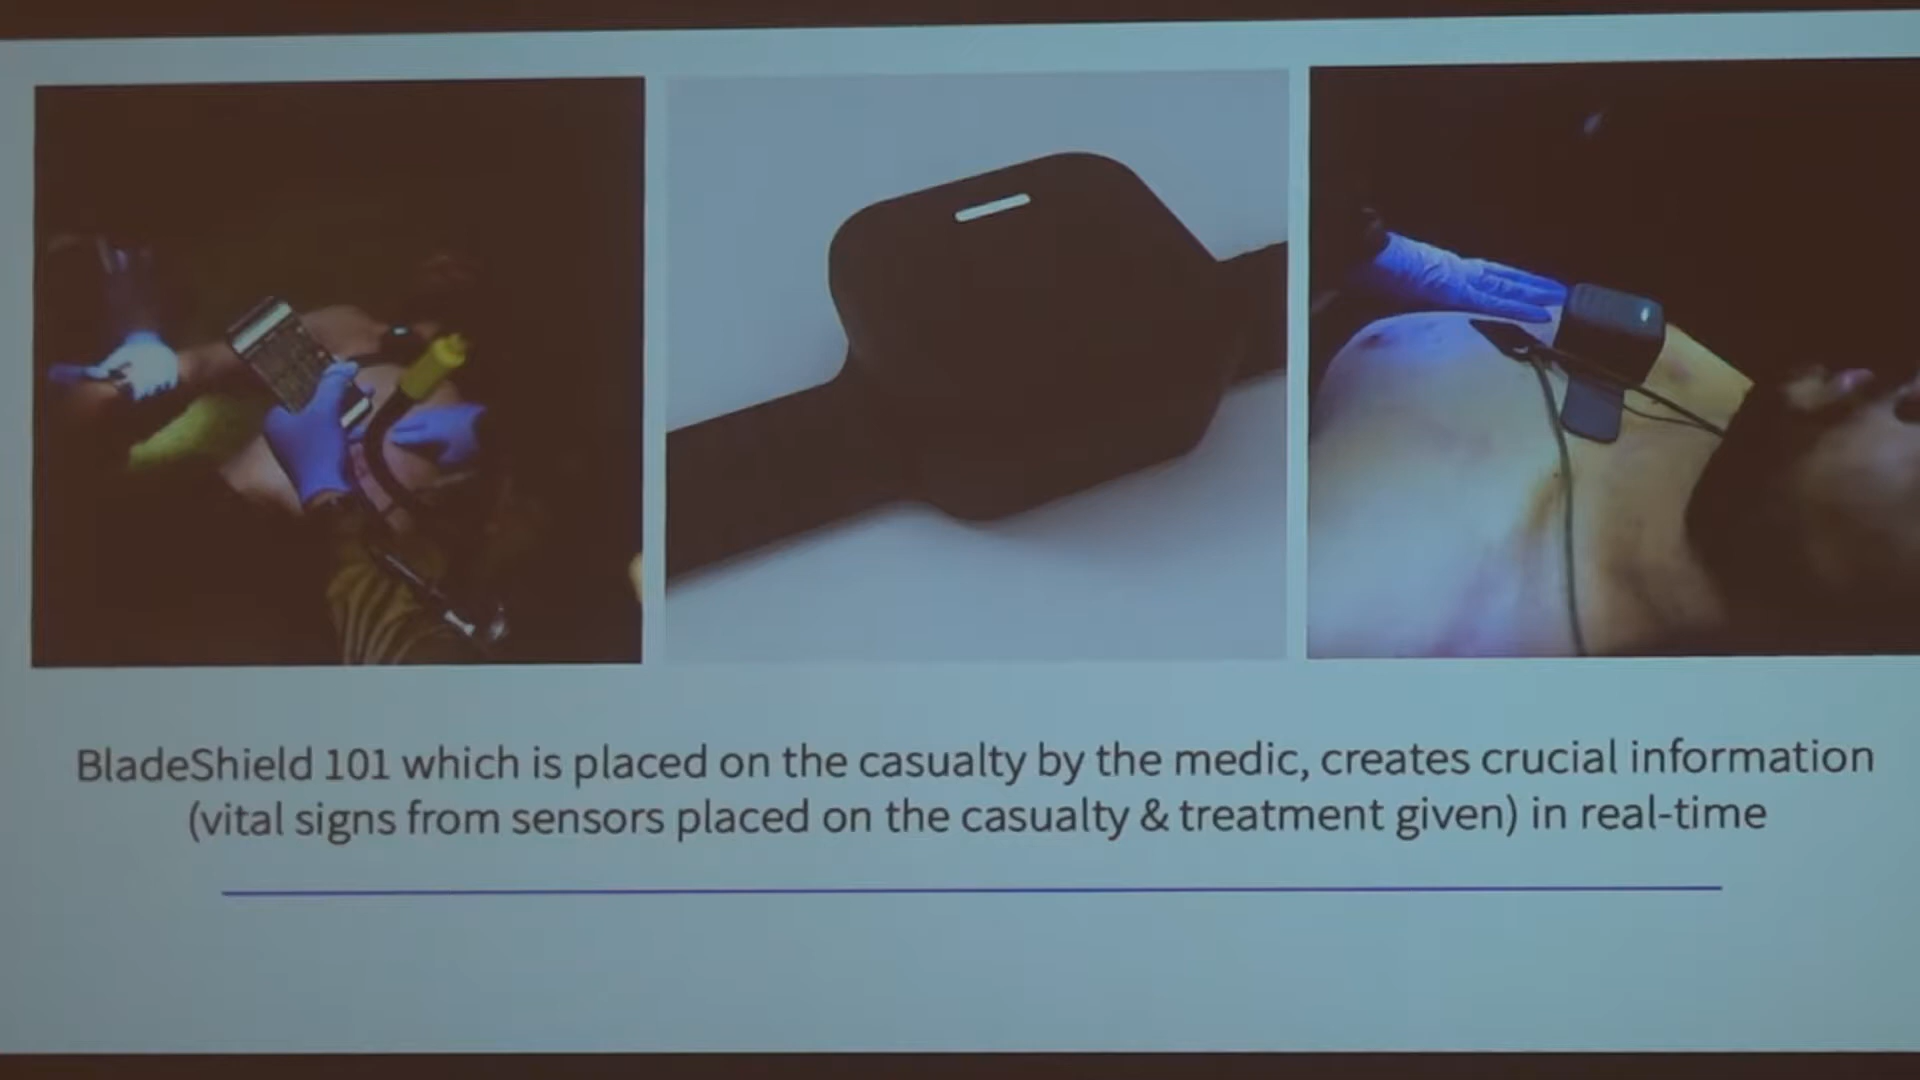 BladeShield 101 which is placed on the casualty by the medic, creates crucial information
(vital signs from sensors placed on the casualty & treatment given) in real-time